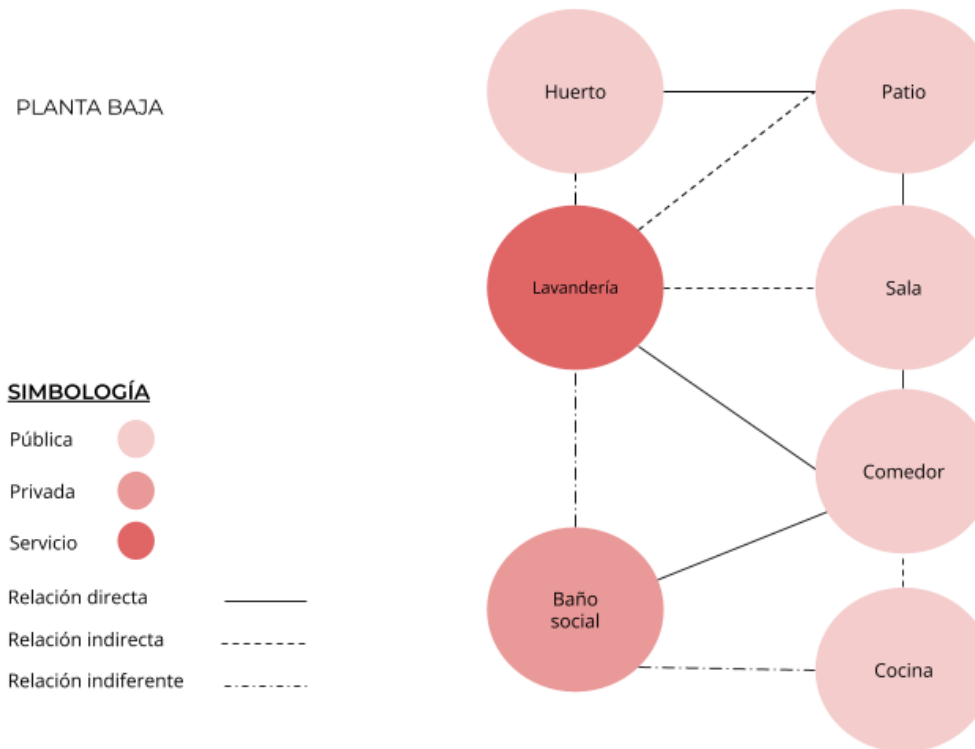 PLANTA BAJA
Huerto
Patio
Lavandería
Sala
Comedor
Baño
social
Cocina
SIMBOLOGÍA
Pública
Privada
Servicio
Relación directa
Relación indirecta
Relación indiferente